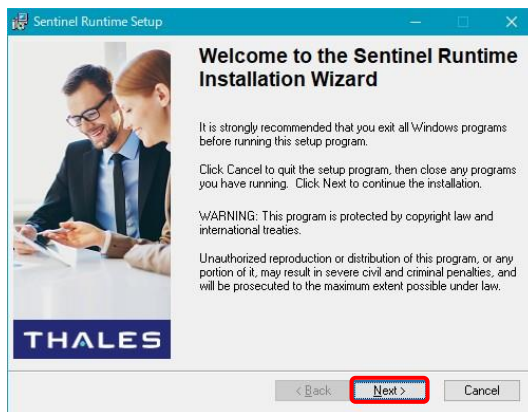 Sentinel Runtime Setup
Welcome to the Sentinel Runtime
Installation Wizard
It is strongly recommended that you exit all Windows programs
before running this setup program.
Click Cancel to quit the setup program, then close any programs
you have running. Click Next to continue the installation.
WARNING: This program is protected by copyright law and
international treaties.
Unauthorized reproduction or distribution of this program, or any
portion of it, may result in severe civil and criminal penalties, and
will be prosecuted to the maximum extent possible under law.
THALES
< Back Next > Cancel